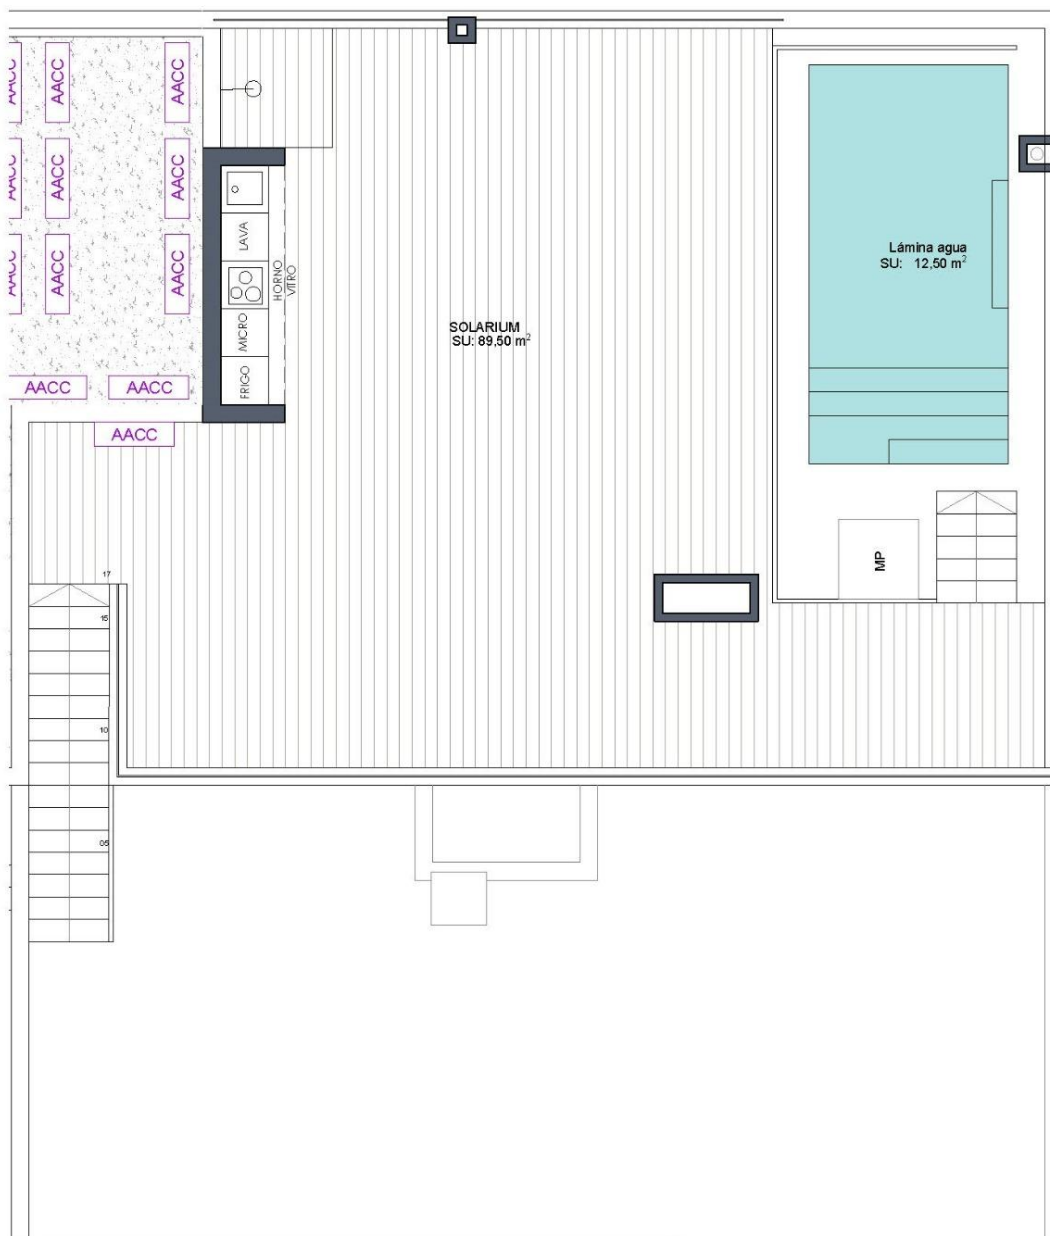 AACC
AACC
AACC
AACC
AACC
AACC
AACC
AACC
AACC
AACC
AACC
AACC
LAVA
HORNO
VITRO
MICRO
FRIGO
SOLARIUM
SU: 89,50 m²
Lámina agua
SU: 12,50 m²
MP
17
15
10
05